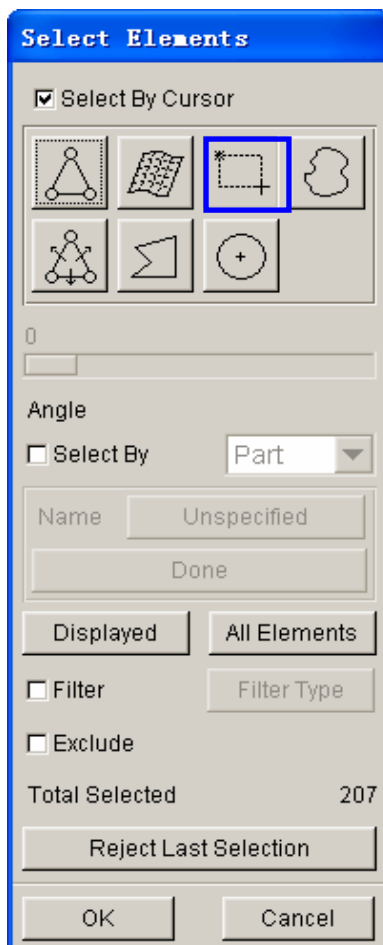 Select Elements
Select By Cursor
0
Angle
Select By Part
Name Unspecified
Done
Displayed All Elements
Filter Filter Type
Exclude
Total Selected 207
Reject Last Selection
OK Cancel